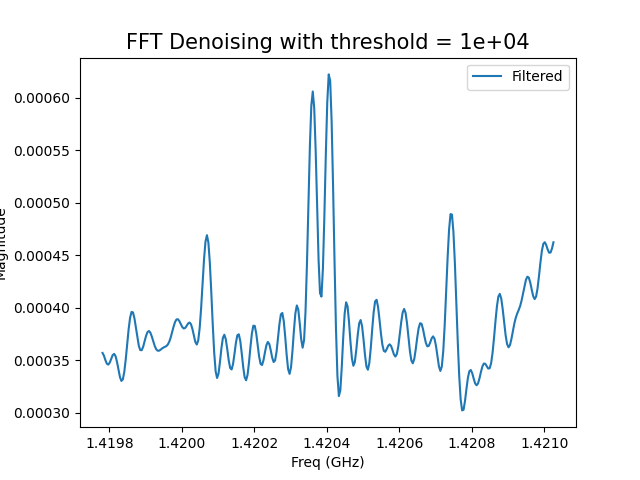 FFT Denoising with threshold = 1e+04
Filtered
0.00060
0.00055
0.00050
0.00045
0.00040
0.00035
0.00030
Magnitude
1.4198 1.4200 1.4202 1.4204 1.4206 1.4208 1.4210
Freq (GHz)